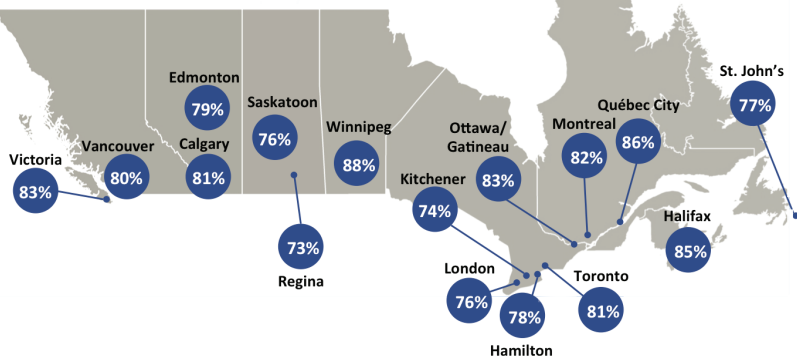 St. John's
77%
Edmonton
79%
Saskatoon
76%
Québec City
86%
Winnipeg
88%
Ottawa/
Gatineau
83%
Montreal
82%
Vancouver
80%
Calgary
81%
Victoria
83%
Kitchener
74%
Halifax
85%
73%
Regina
London
76%
Toronto
81%
78%
Hamilton